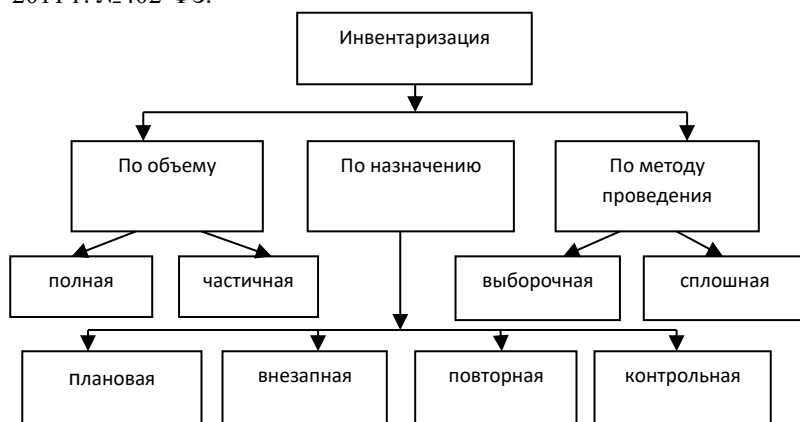 2011 г. №402-ФЗ.
Инвентаризация
По объему
По назначению
По методу
проведения
полная
частичная
выборочная
сплошная
плановая
внезапная
повторная
контрольная